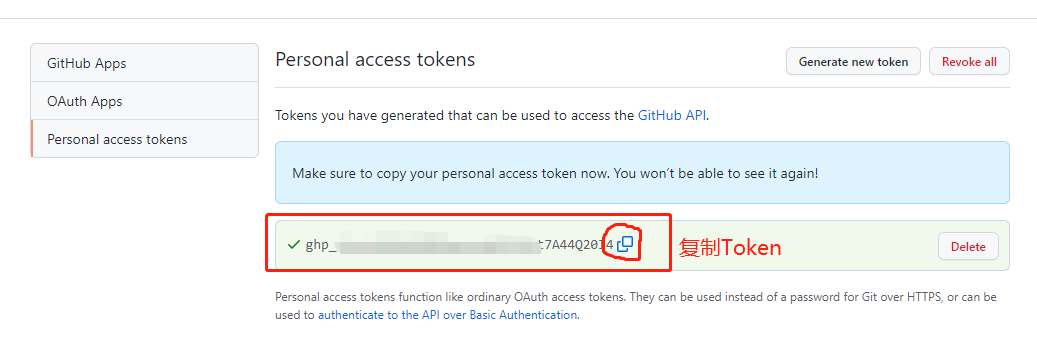 GitHub Apps
OAuth Apps
Personal access tokens
Personal access tokens
Generate new token
Revoke all
Tokens you have generated that can be used to access the GitHub API.
Make sure to copy your personal access token now. You won't be able to see it again!
ghp_
复制Token
Delete
Personal access tokens function like ordinary OAuth access tokens. They can be used instead of a password for Git over HTTPS, or can be
used to authenticate to the API over Basic Authentication.